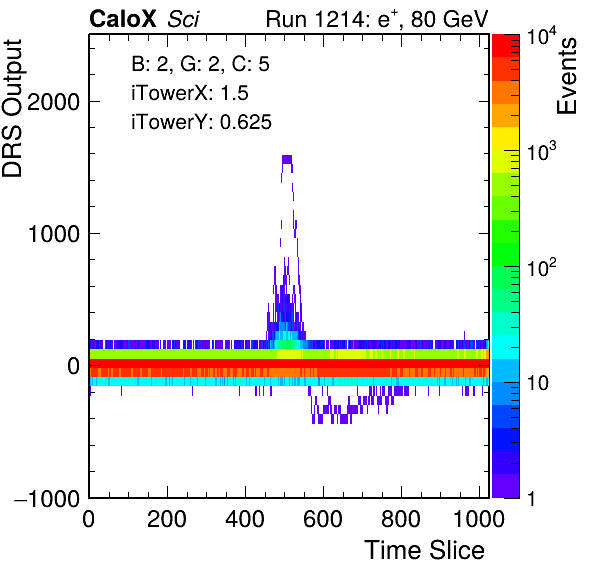 CaloX Sci
Run 1214: e⁺, 80 GeV
B: 2, G: 2, C: 5
iTowerX: 1.5
iTowerY: 0.625
DRS Output
2000
1000
0
−1000
0 200 400 600 800 1000
Time Slice
10⁴
10³
10²
10
1
Events